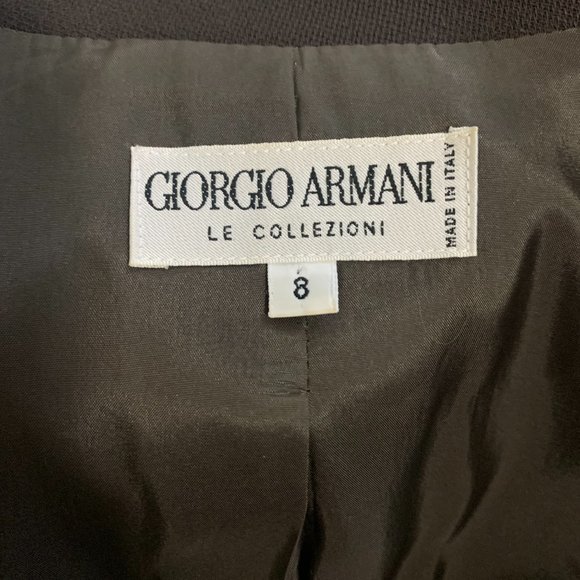 GIORGIO ARMANI
LE COLLEZIONI
MADE IN ITALY
8